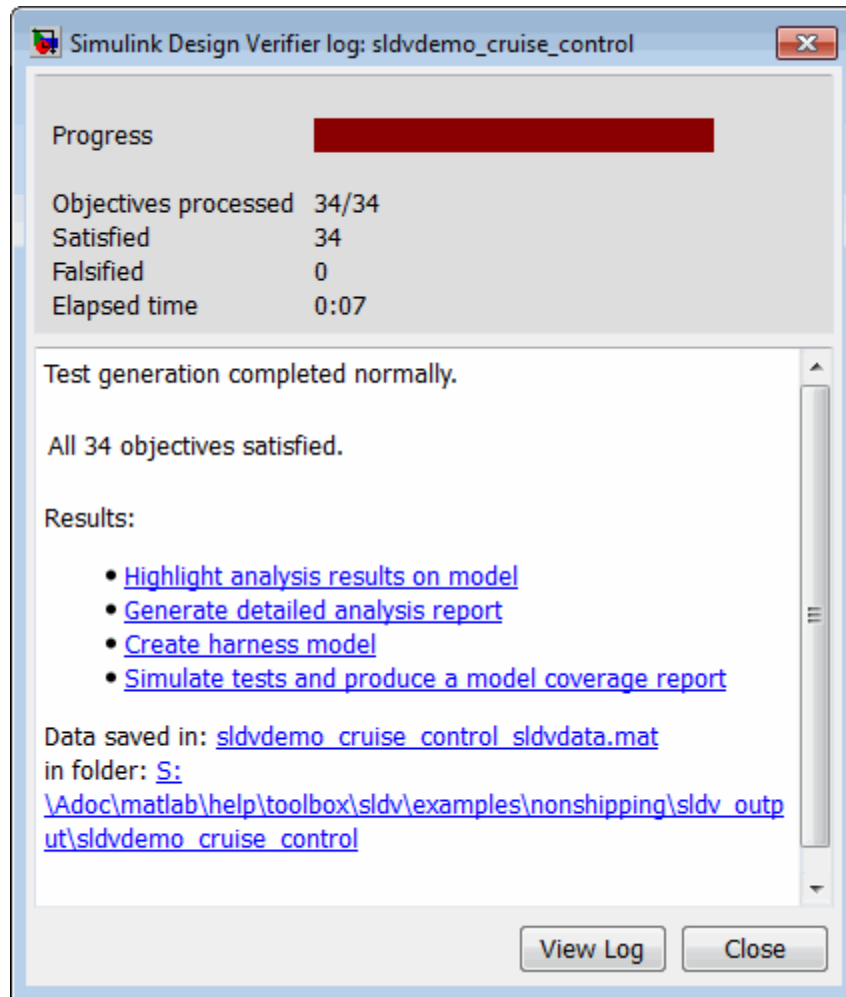 Simulink Design Verifier log: sldvdemo_cruise_control
Progress
Objectives processed 34/34
Satisfied 34
Falsified 0
Elapsed time 0:07
Test generation completed normally.
All 34 objectives satisfied.
Results:
• Highlight analysis results on model
• Generate detailed analysis report
• Create harness model
• Simulate tests and produce a model coverage report
Data saved in: sldvdemo_cruise_control_sldvdata.mat
in folder: S:
\Adoc\matlab\help\toolbox\sldv\examples\nonshipping\sldv_outp
ut\sldvdemo_cruise_control
View Log Close